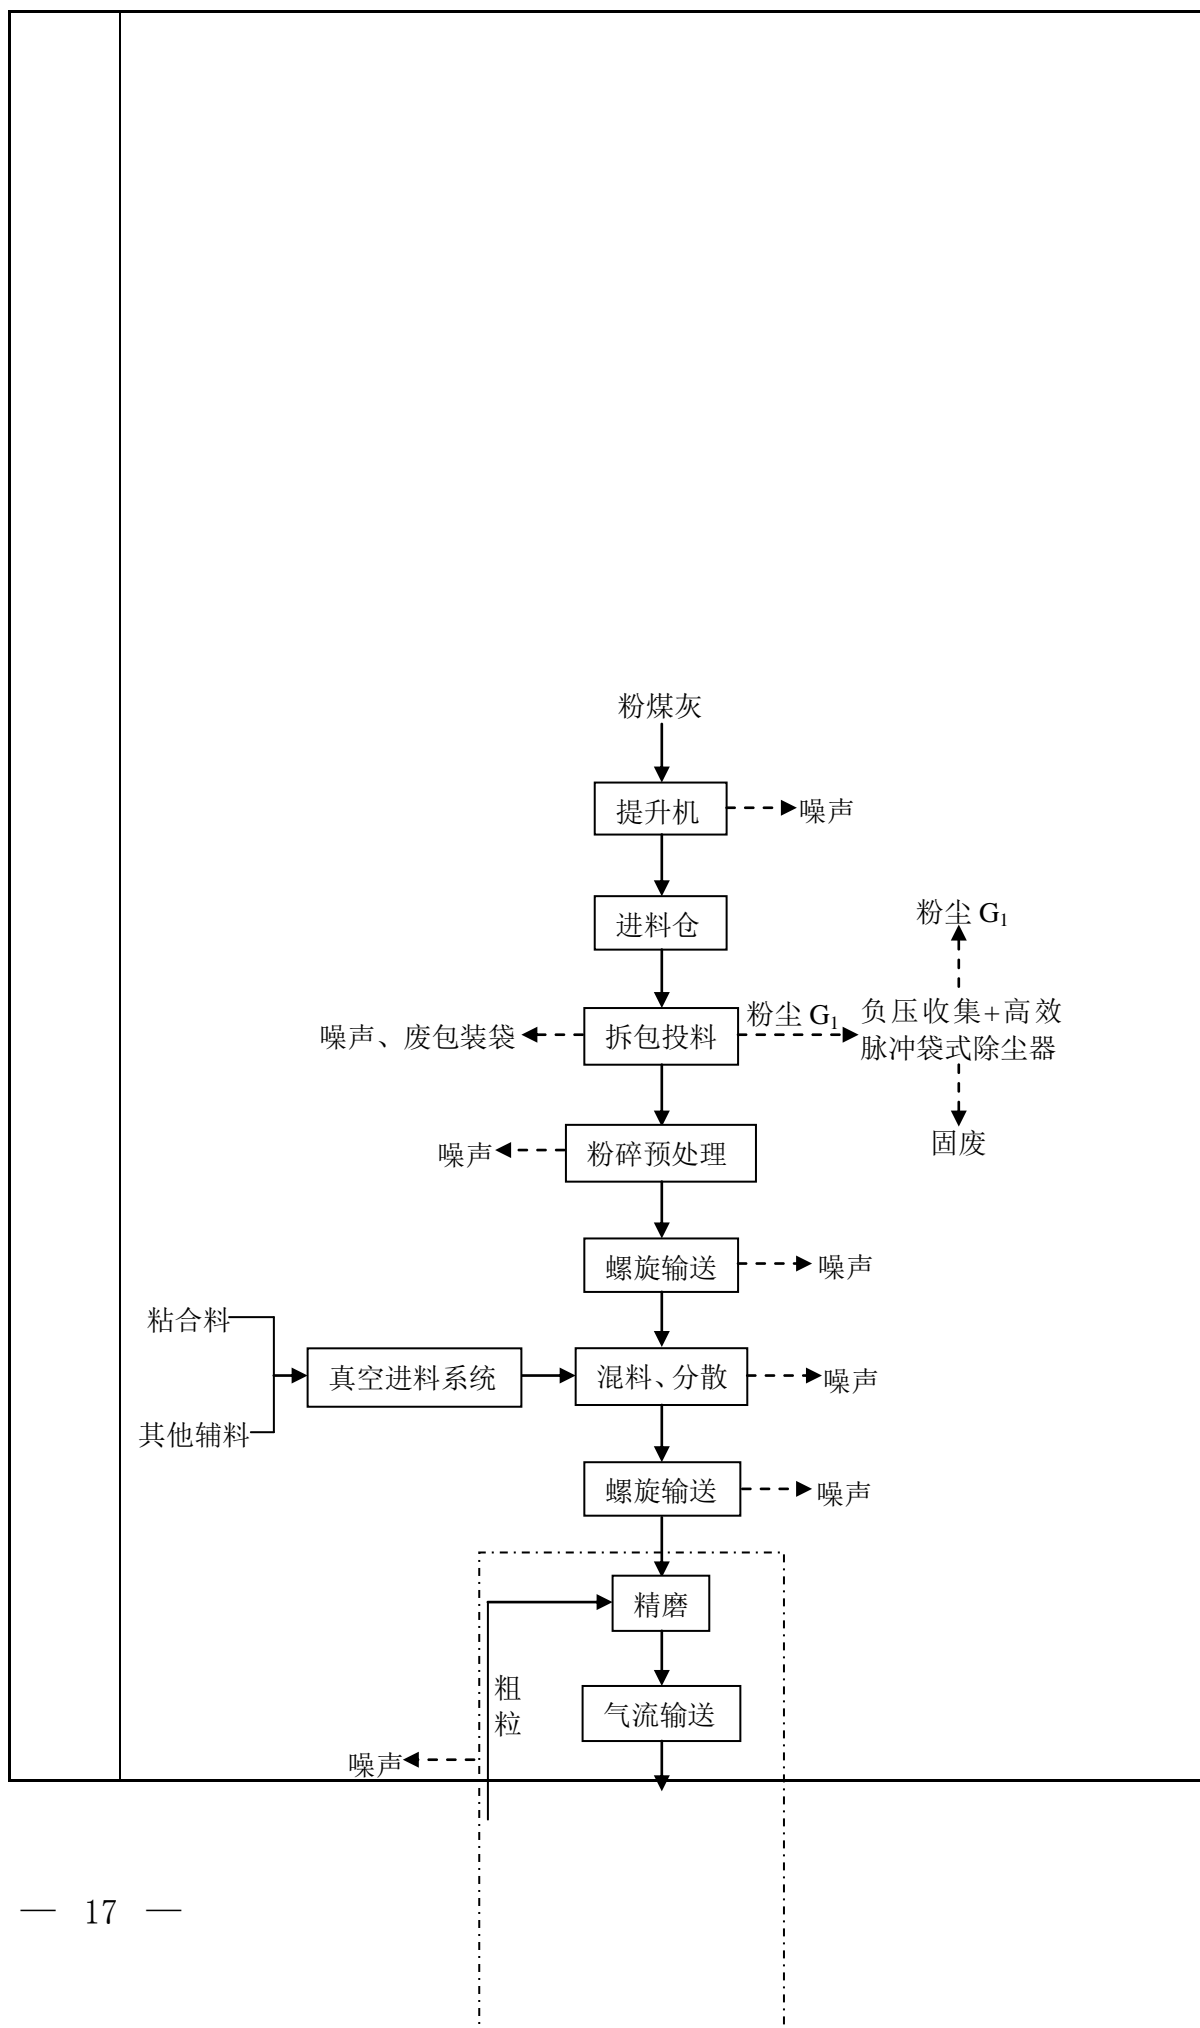 粉煤灰
提升机
噪声
进料仓
粉尘 G₁
噪声、废包装袋
拆包投料
粉尘 G₁
负压收集+高效
脉冲袋式除尘器
固废
噪声
粉碎预处理
螺旋输送
噪声
粘合料
真空进料系统
混料、分散
噪声
其他辅料
螺旋输送
噪声
精磨
粗
粒
气流输送
噪声
— 17 —